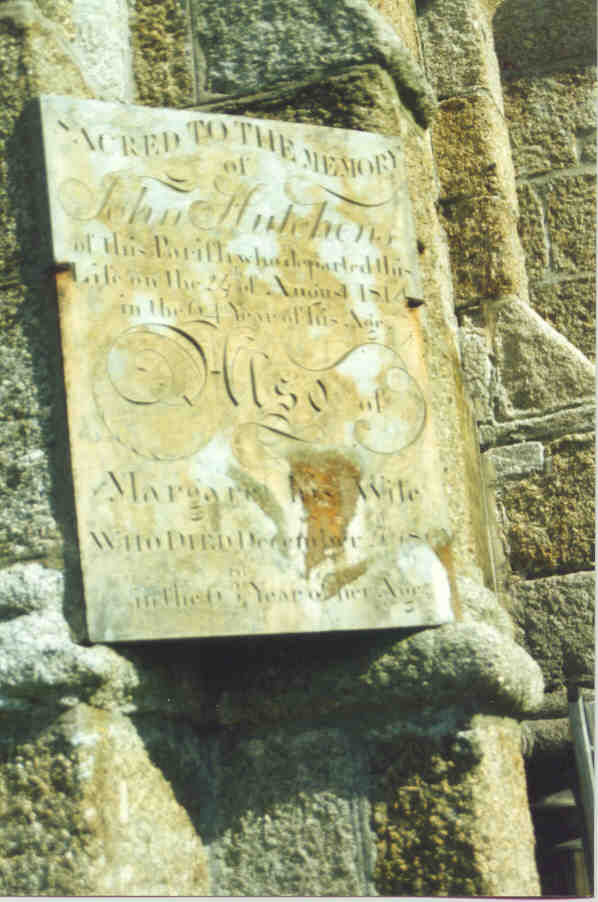 SACRED TO THE MEMORY
of
John Hutchens
of this Parish who departed this
Life on the of August 1814
in the 64 Year of his Age
Also of
Margaret his Wife
WHO DIED December
in the Year of her Age